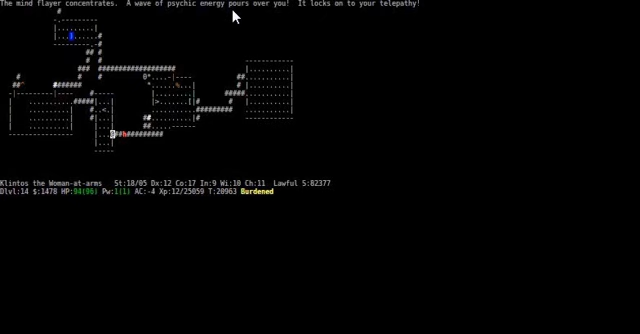 The mind flayer concentrates.  A wave of psychic energy pours over you!  It locks on to your telepathy!
Klintos the Woman-at-arms   St:18/05 Dx:12 Co:17 In:9 Wi:10 Ch:11  Lawful S:82377
Dlvl:14 $:1478 HP:94(96) Pw:1(1) AC:-4 Xp:12/25059 T:20963 Burdened